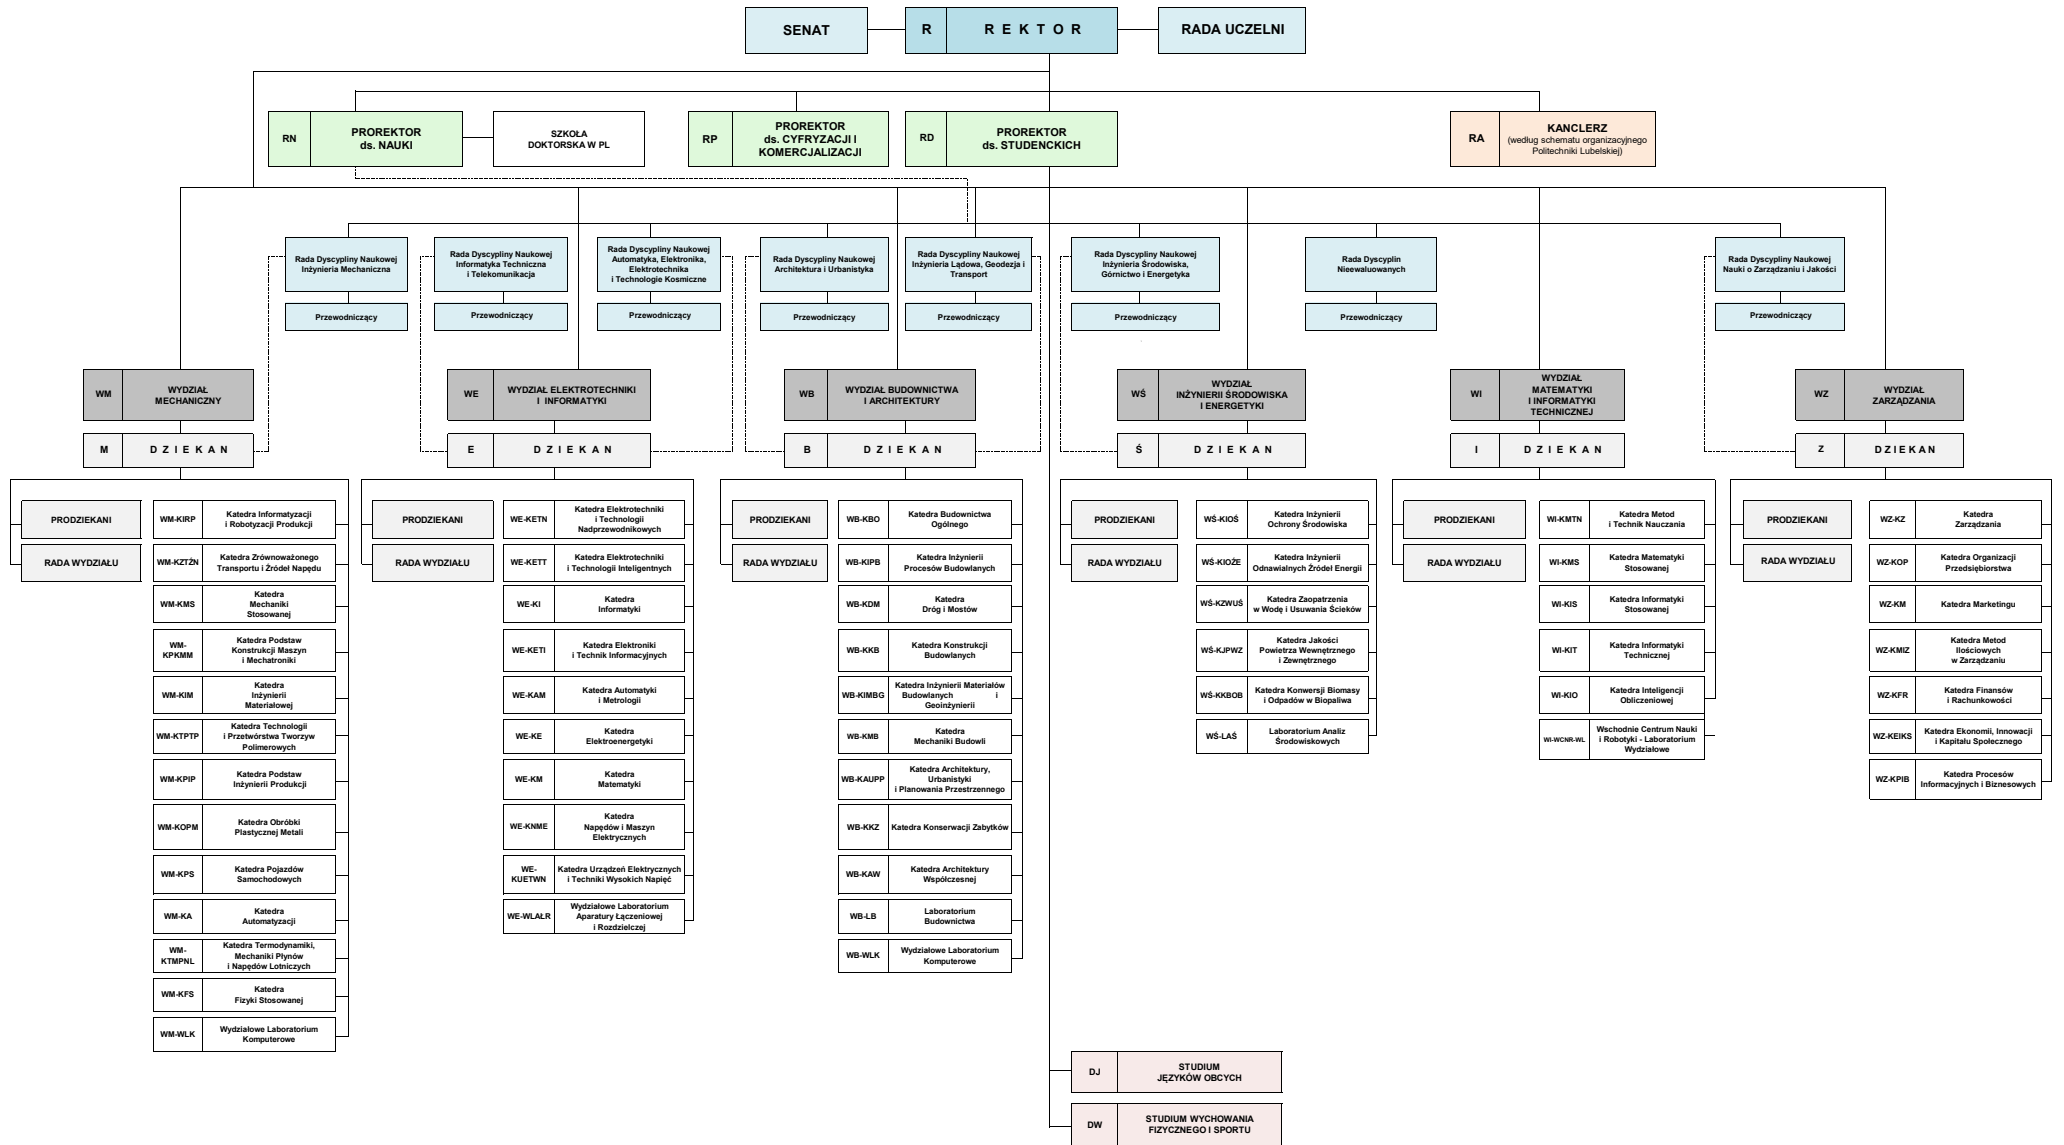 SENAT
R
R E K T O R
RADA UCZELNI
RN
PROREKTOR
ds. NAUKI
SZKOŁA
DOKTORSKA W PL
RP
PROREKTOR
ds. CYFRYZACJI I
KOMERCJALIZACJI
RD
PROREKTOR
ds. STUDENCKICH
RA
KANCLERZ
(według schematu organizacyjnego
Politechniki Lubelskiej)
Rada Dyscypliny Naukowej
Inżynieria Mechaniczna
Przewodniczący
Rada Dyscypliny Naukowej
Informatyka Techniczna
i Telekomunikacja
Przewodniczący
Rada Dyscypliny Naukowej
Automatyka, Elektronika,
Elektrotechnika
i Technologie Kosmiczne
Przewodniczący
Rada Dyscypliny Naukowej
Architektura i Urbanistyka
Przewodniczący
Rada Dyscypliny Naukowej
Inżynieria Lądowa, Geodezja i
Transport
Przewodniczący
Rada Dyscypliny Naukowej
Inżynieria Środowiska,
Górnictwo i Energetyka
Przewodniczący
Rada Dyscyplin
Nieewaluowanych
Przewodniczący
Rada Dyscypliny Naukowej
Nauki o Zarządzaniu i Jakości
Przewodniczący
WM
WYDZIAŁ
MECHANICZNY
M
D Z I E K A N
PRODZIEKANI
RADA WYDZIAŁU
WM-KIRP
Katedra Informatyzacji
i Robotyzacji Produkcji
WM-KZTŹN
Katedra Zrównoważonego
Transportu i Źródeł Napędu
WM-KMS
Katedra
Mechaniki
Stosowanej
WM-
KPKMM
Katedra Podstaw
Konstrukcji Maszyn
i Mechatroniki
WM-KIM
Katedra
Inżynierii
Materiałowej
WM-KTPTP
Katedra Technologii
i Przetwórstwa Tworzyw
Polimerowych
WM-KPIP
Katedra Podstaw
Inżynierii Produkcji
WM-KOPM
Katedra Obróbki
Plastycznej Metali
WM-KPS
Katedra Pojazdów
Samochodowych
WM-KA
Katedra
Automatyzacji
WM-
KTMPNL
Katedra Termodynamiki,
Mechaniki Płynów
i Napędów Lotniczych
WM-KFS
Katedra
Fizyki Stosowanej
WM-WLK
Wydziałowe Laboratorium
Komputerowe
WE
WYDZIAŁ ELEKTROTECHNIKI
I INFORMATYKI
E
D Z I E K A N
PRODZIEKANI
RADA WYDZIAŁU
WE-KETN
Katedra Elektrotechniki
i Technologii
Nadprzewodnikowych
WE-KETT
Katedra Elektrotechniki
i Technologii Inteligentnych
WE-KI
Katedra
Informatyki
WE-KETI
Katedra Elektroniki
i Technik Informacyjnych
WE-KAM
Katedra Automatyki
i Metrologii
WE-KE
Katedra
Elektroenergetyki
WE-KM
Katedra
Matematyki
WE-KNME
Katedra
Napędów i Maszyn
Elektrycznych
WE-
KUETWN
Katedra Urządzeń Elektrycznych
i Techniki Wysokich Napięć
WE-WLAŁR
Wydziałowe Laboratorium
Aparatury Łączeniowej
i Rozdzielczej
WB
WYDZIAŁ BUDOWNICTWA
I ARCHITEKTURY
B
D Z I E K A N
PRODZIEKANI
RADA WYDZIAŁU
WB-KBO
Katedra Budownictwa
Ogólnego
WB-KIPB
Katedra Inżynierii
Procesów Budowlanych
WB-KDM
Katedra
Dróg i Mostów
WB-KKB
Katedra Konstrukcji
Budowlanych
WB-KIMBG
Katedra Inżynierii Materiałów
Budowlanych i
Geoinżynierii
WB-KMB
Katedra
Mechaniki Budowli
WB-KAUPP
Katedra Architektury,
Urbanistyki
i Planowania Przestrzennego
WB-KKZ
Katedra Konserwacji Zabytków
WB-KAW
Katedra Architektury
Współczesnej
WB-LB
Laboratorium
Budownictwa
WB-WLK
Wydziałowe Laboratorium
Komputerowe
WŚ
WYDZIAŁ
INŻYNIERII ŚRODOWISKA
I ENERGETYKI
Ś
D Z I E K A N
PRODZIEKANI
RADA WYDZIAŁU
WŚ-KIOŚ
Katedra Inżynierii
Ochrony Środowiska
WŚ-KIOŹE
Katedra Inżynierii
Odnawialnych Źródeł Energii
WŚ-KZWUŚ
Katedra Zaopatrzenia
w Wodę i Usuwania Ścieków
WŚ-KJPWZ
Katedra Jakości
Powietrza Wewnętrznego
i Zewnętrznego
WŚ-KKBOB
Katedra Konwersji Biomasy
i Odpadów w Biopaliwa
WŚ-LAŚ
Laboratorium Analiz
Środowiskowych
WI
WYDZIAŁ
MATEMATYKI
I INFORMATYKI
TECHNICZNEJ
I
D Z I E K A N
PRODZIEKANI
RADA WYDZIAŁU
WI-KMTN
Katedra Metod
i Technik Nauczania
WI-KMS
Katedra Matematyki
Stosowanej
WI-KIS
Katedra Informatyki
Stosowanej
WI-KIT
Katedra Informatyki
Technicznej
WI-KIO
Katedra Inteligencji
Obliczeniowej
WI-WCNR-WL
Wschodnie Centrum Nauki
i Robotyki - Laboratorium
Wydziałowe
WZ
WYDZIAŁ
ZARZĄDZANIA
Z
D Z I E K A N
PRODZIEKANI
RADA WYDZIAŁU
WZ-KZ
Katedra
Zarządzania
WZ-KOP
Katedra Organizacji
Przedsiębiorstwa
WZ-KM
Katedra Marketingu
WZ-KMIZ
Katedra Metod
Ilościowych
w Zarządzaniu
WZ-KFR
Katedra Finansów
i Rachunkowości
WZ-KEIKS
Katedra Ekonomii, Innowacji
i Kapitału Społecznego
WZ-KPIB
Katedra Procesów
Informacyjnych i Biznesowych
DJ
STUDIUM
JĘZYKÓW OBCYCH
DW
STUDIUM WYCHOWANIA
FIZYCZNEGO I SPORTU